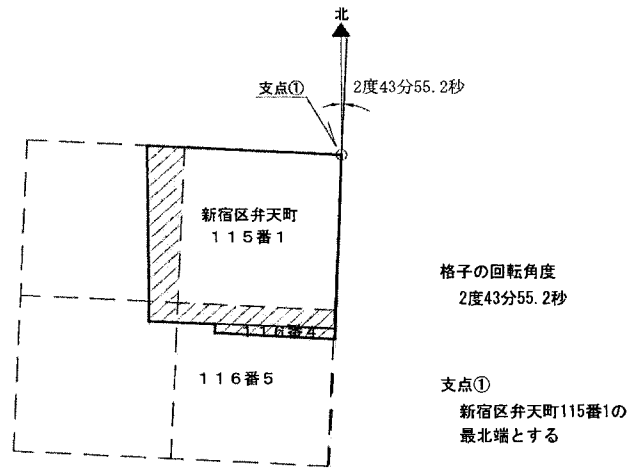 北
支点①
2度43分55.2秒
新宿区弁天町
115番1
116番4
116番5
格子の回転角度
2度43分55.2秒
支点①
新宿区弁天町115番1の
最北端とする